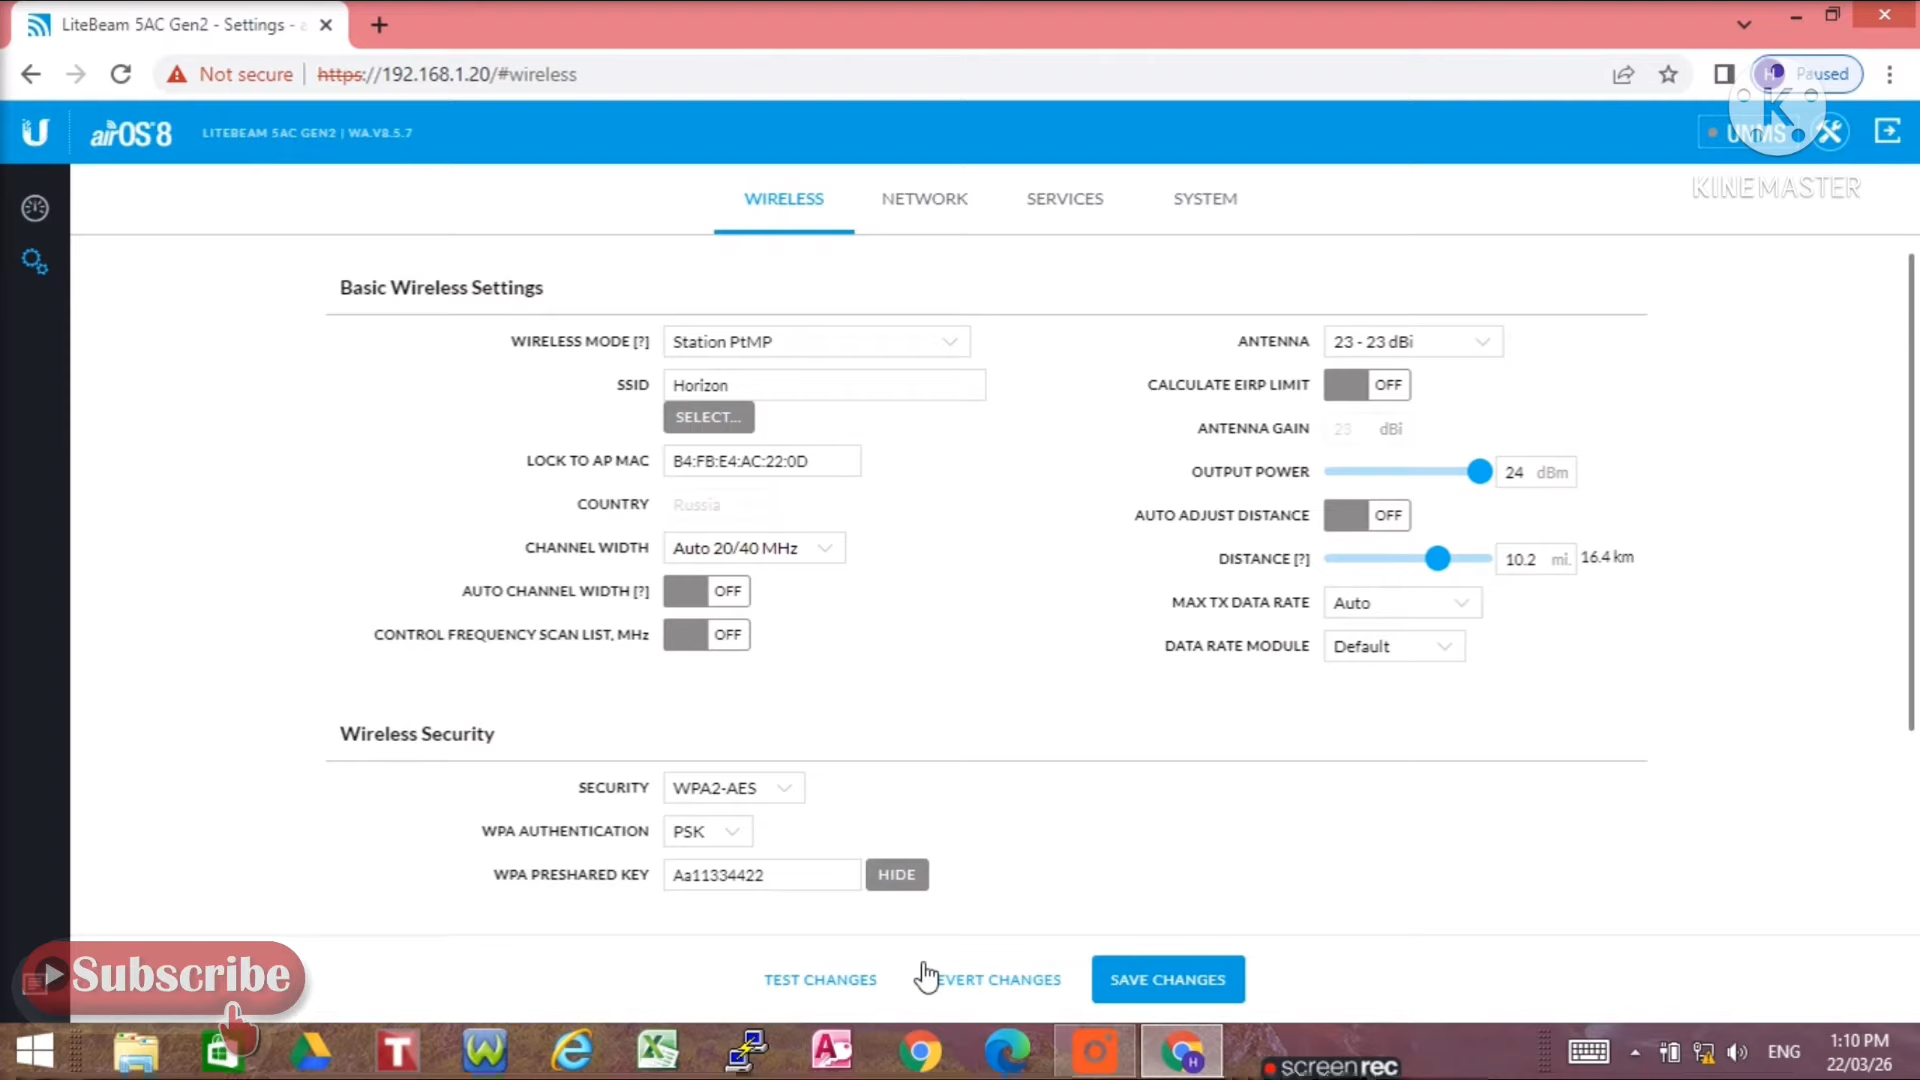 LiteBeam 5AC Gen2 - Settings - a
Not secure
https://192.168.1.20/#wireless
H Paused
airOS 8
LITEBEAM 5AC GEN2 | WA.V8.5.7
UNMS
K
KINEMASTER
WIRELESS NETWORK SERVICES SYSTEM
Basic Wireless Settings
WIRELESS MODE [?] Station PtMP
SSID Horizon
SELECT...
LOCK TO AP MAC B4:FB:E4:AC:22:0D
COUNTRY Russia
CHANNEL WIDTH Auto 20/40 MHz
AUTO CHANNEL WIDTH [?] OFF
CONTROL FREQUENCY SCAN LIST, MHz OFF
ANTENNA 23 - 23 dBi
CALCULATE EIRP LIMIT OFF
ANTENNA GAIN 23 dBi
OUTPUT POWER 24 dBm
AUTO ADJUST DISTANCE OFF
DISTANCE [?] 10.2 mi. 16.4 km
MAX TX DATA RATE Auto
DATA RATE MODULE Default
Wireless Security
SECURITY WPA2-AES
WPA AUTHENTICATION PSK
WPA PRESHARED KEY Aa11334422 HIDE
TEST CHANGES EVERT CHANGES SAVE CHANGES
Subscribe
screenrec
ENG
1:10 PM
22/03/26